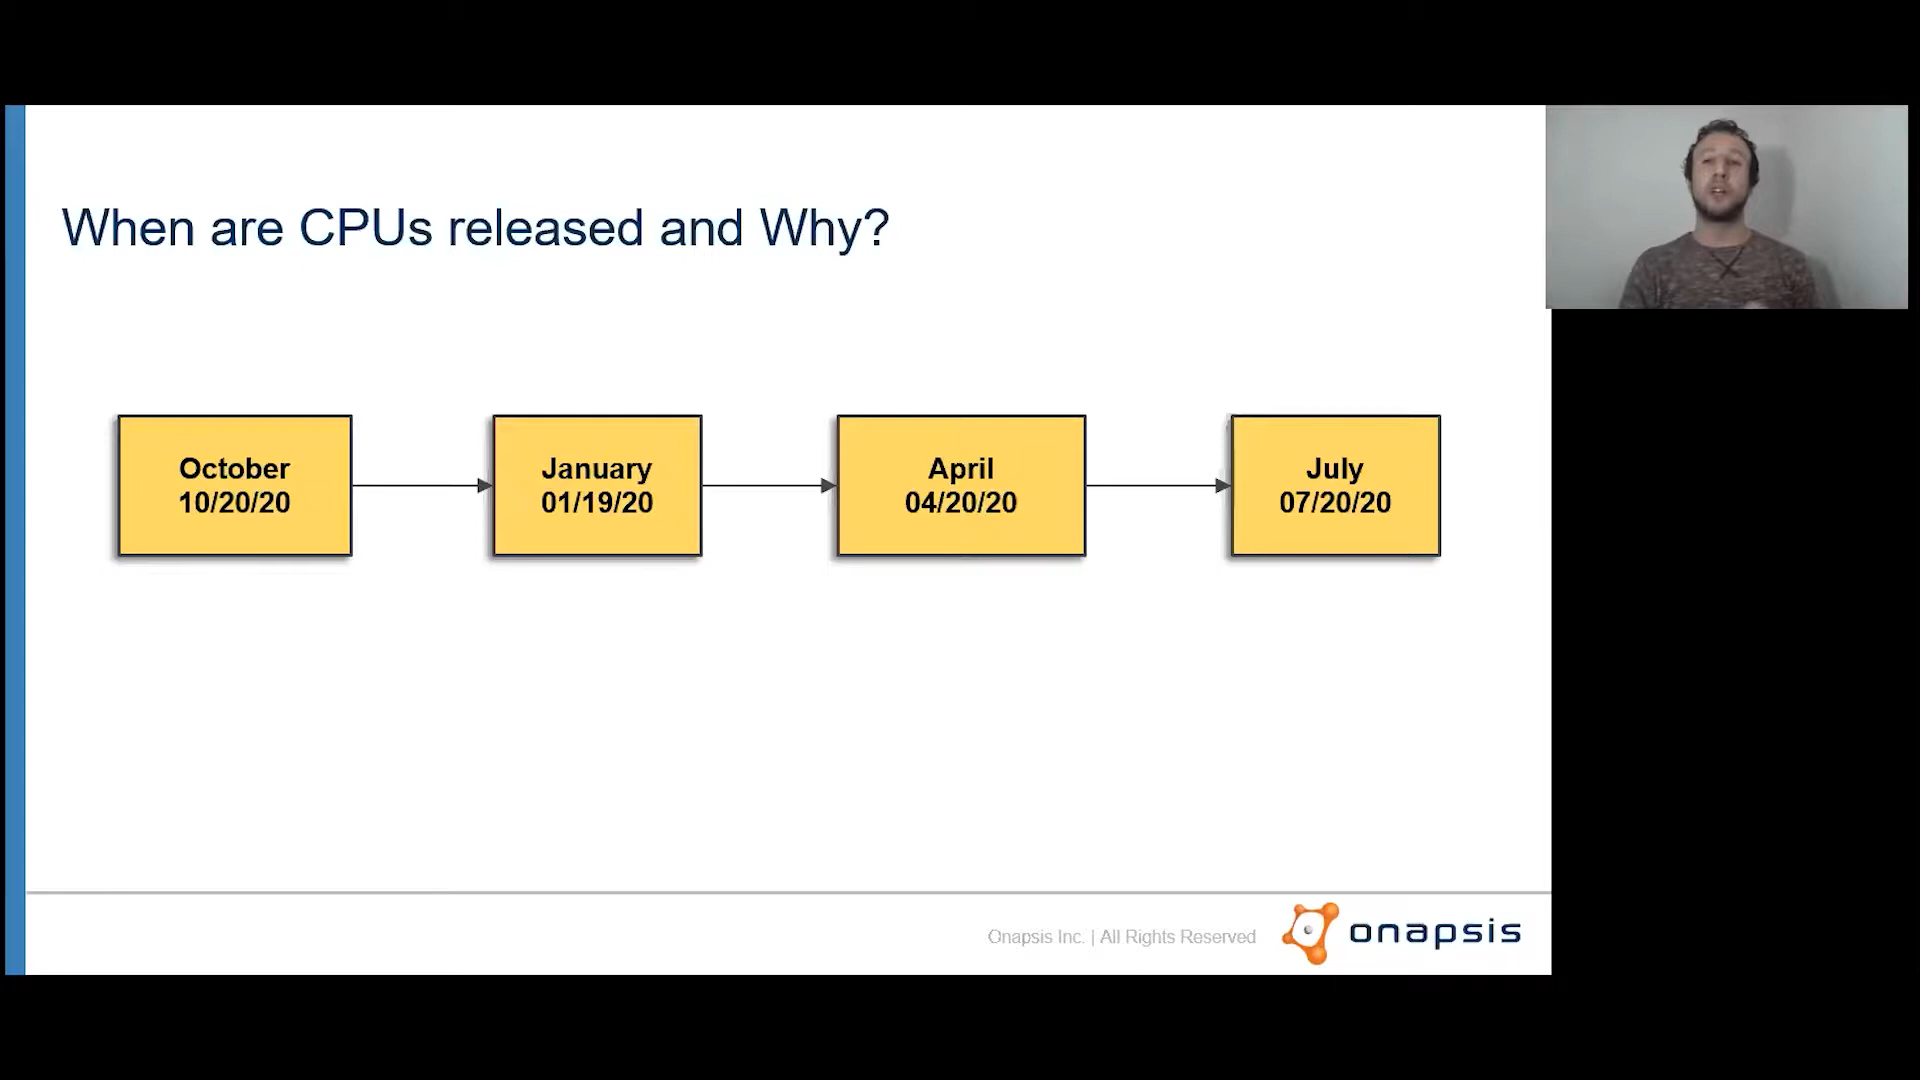 When are CPUs released and Why?
October
10/20/20
January
01/19/20
April
04/20/20
July
07/20/20
Onapsis Inc. | All Rights Reserved
onapsis